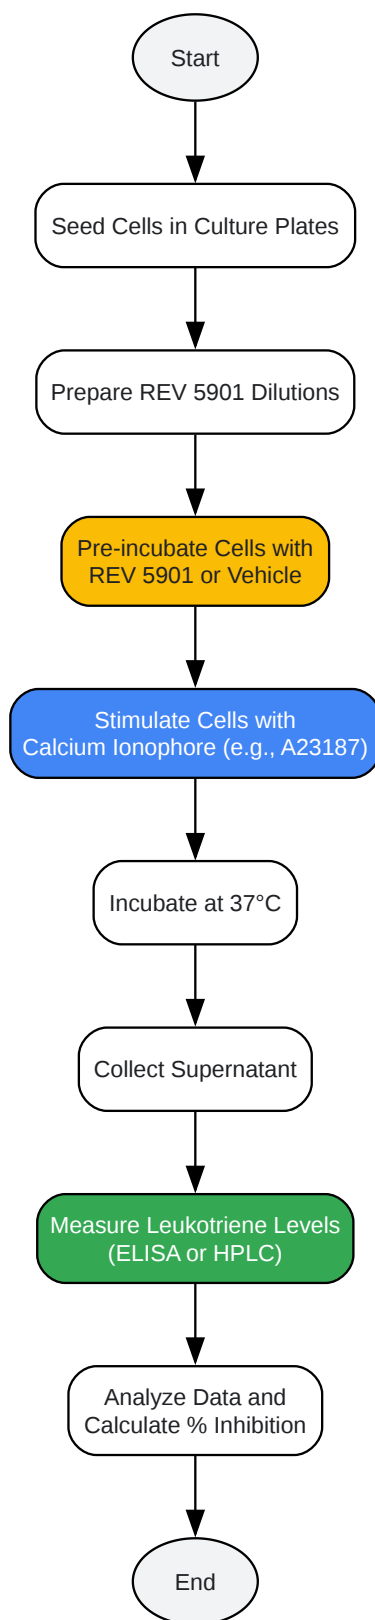 Start
Seed Cells in Culture Plates
Prepare REV 5901 Dilutions
Pre-incubate Cells with
REV 5901 or Vehicle
Stimulate Cells with
Calcium Ionophore (e.g., A23187)
Incubate at 37°C
Collect Supernatant
Measure Leukotriene Levels
(ELISA or HPLC)
Analyze Data and
Calculate % Inhibition
End